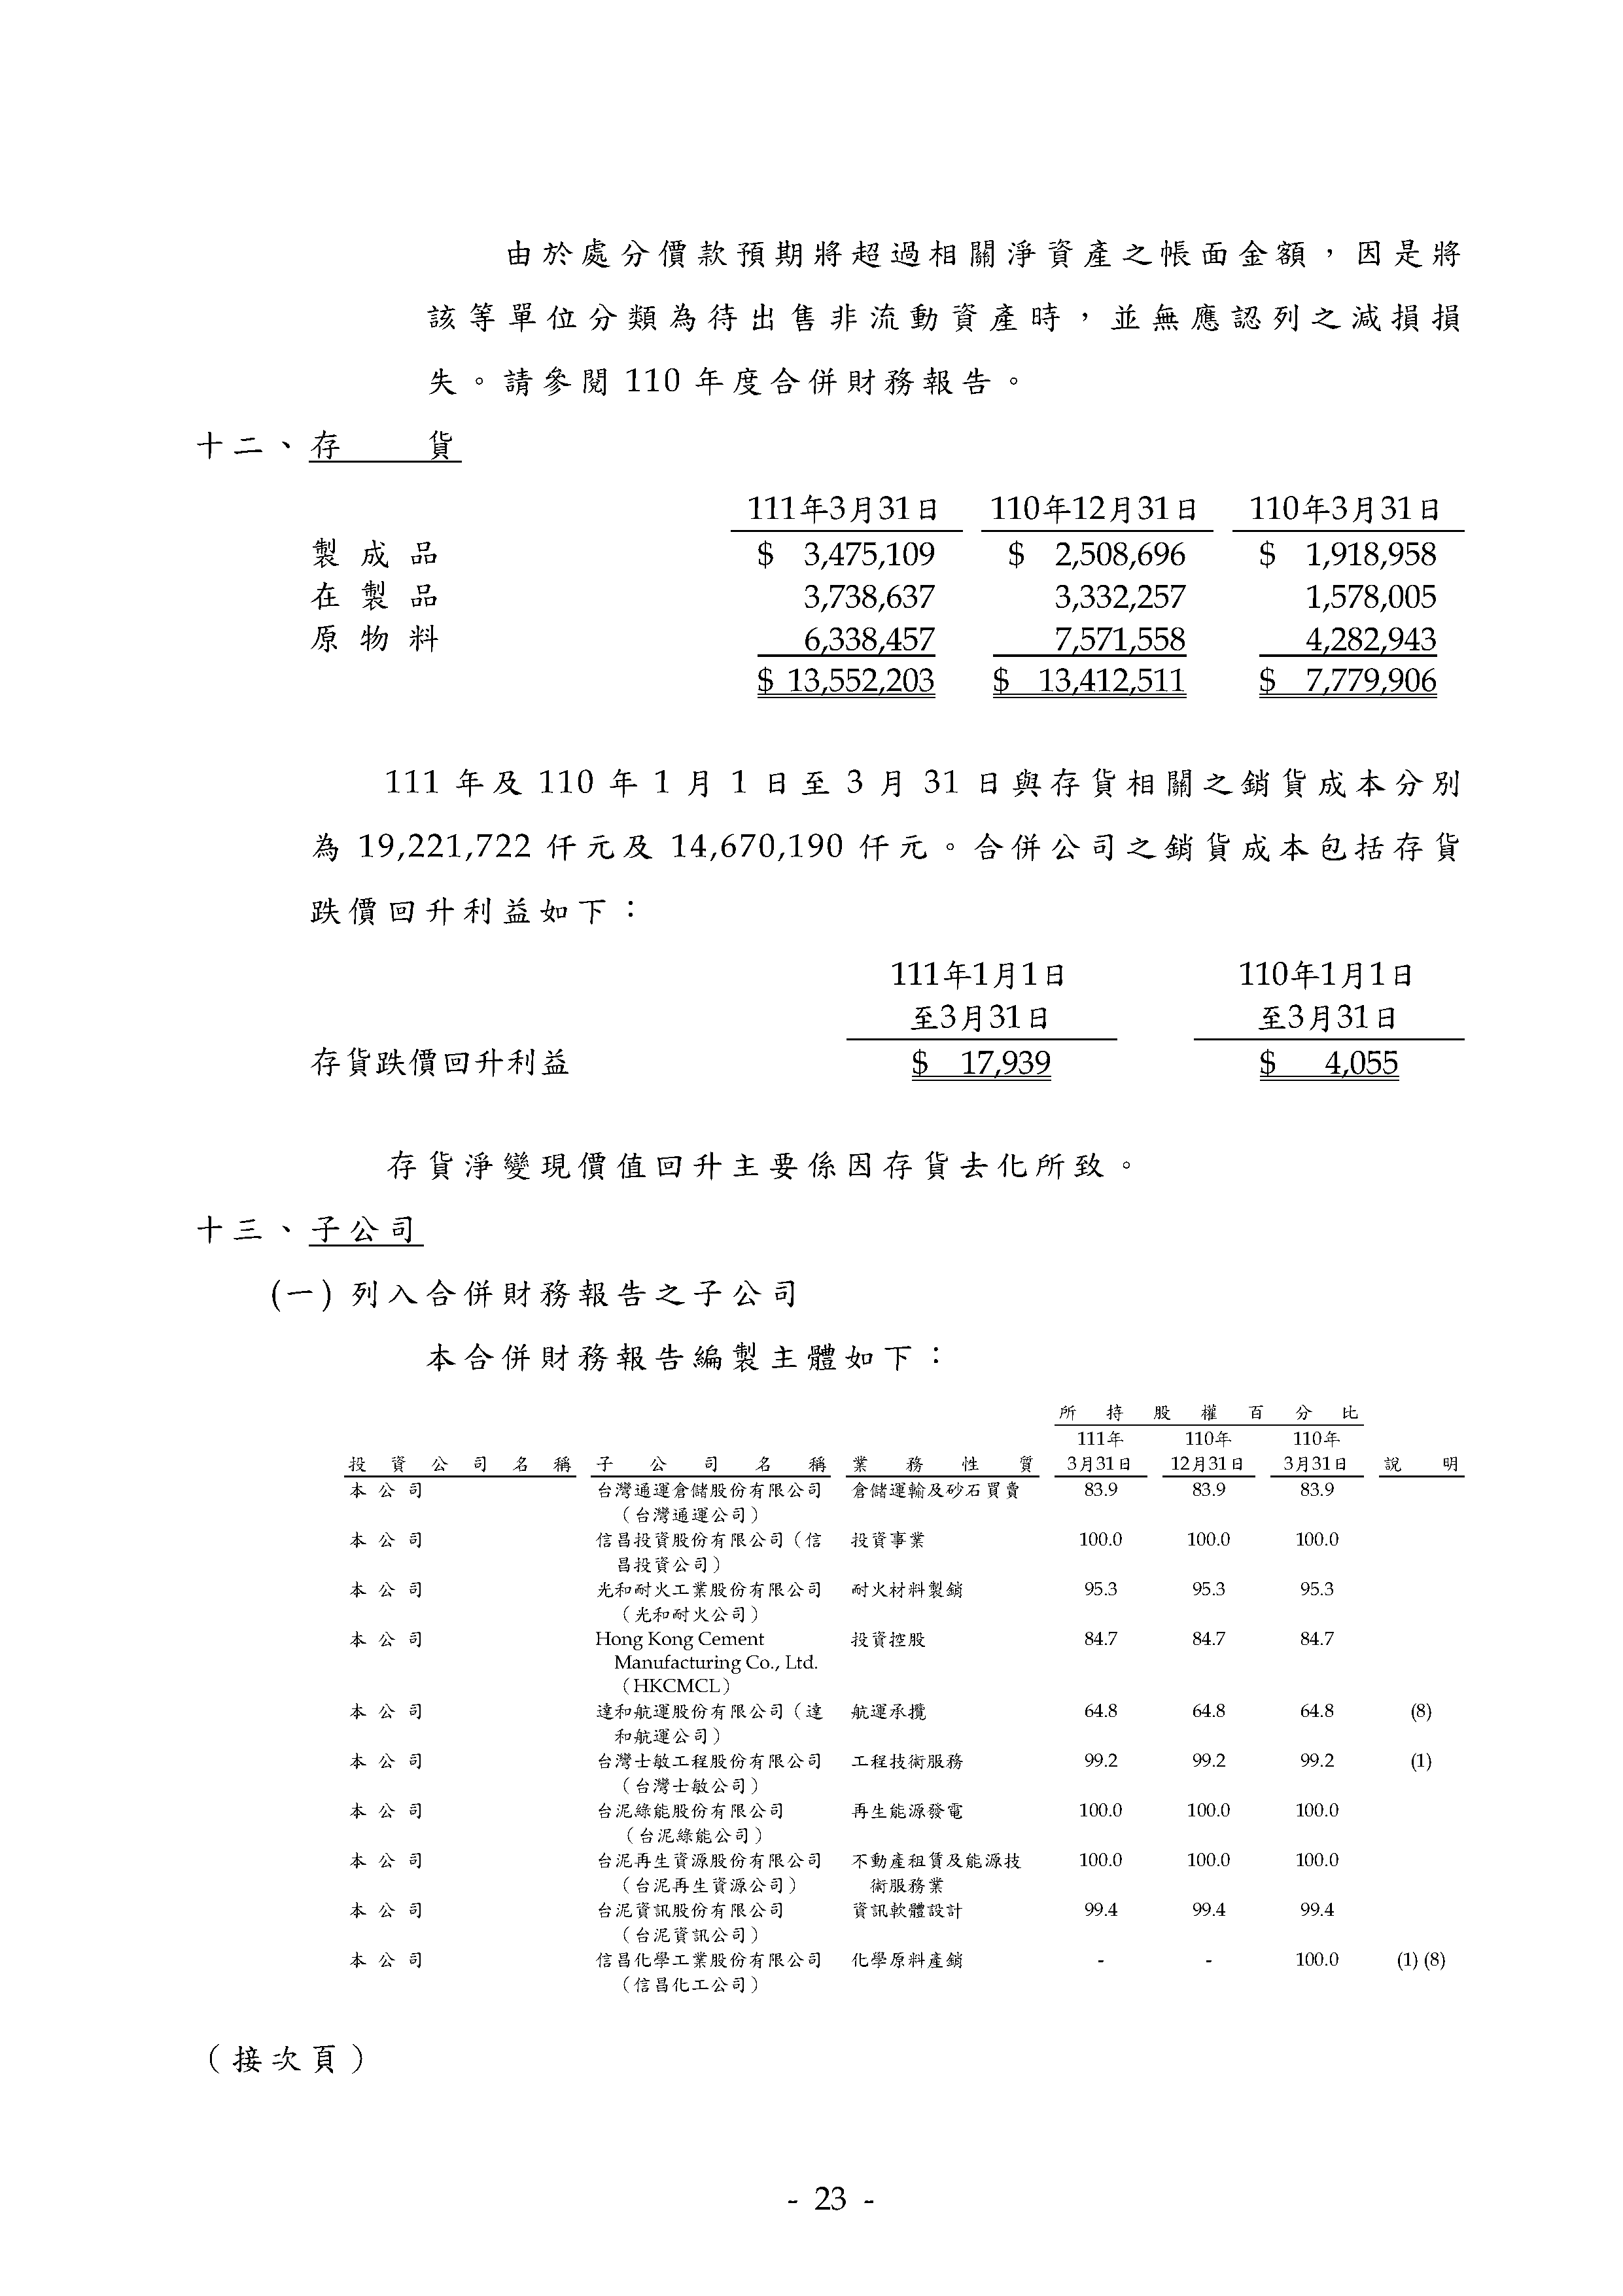 由於處分價款預期將超過相關淨資產之帳面金額，因是將
該等單位分類為待出售非流動資產時，並無應認列之減損損
失。請參閱 110 年度合併財務報告。
十二、存 貨
111年3月31日 110年12月31日 110年3月31日
製成品 $ 3,475,109 $ 2,508,696 $ 1,918,958
在製品 3,738,637 3,332,257 1,578,005
原物料 6,338,457 7,571,558 4,282,943
$ 13,552,203 $ 13,412,511 $ 7,779,906
111 年及 110 年 1 月 1 日至 3 月 31 日與存貨相關之銷貨成本分別
為 19,221,722 仟元及 14,670,190 仟元。合併公司之銷貨成本包括存貨
跌價回升利益如下：
111年1月1日 110年1月1日
至3月31日 至3月31日
存貨跌價回升利益 $ 17,939 $ 4,055
存貨淨變現價值回升主要係因存貨去化所致。
十三、子公司
(一) 列入合併財務報告之子公司
本合併財務報告編製主體如下：
所持股權百分比
111年 110年 110年
投資公司名稱 子公司名稱 業務性質 3月31日 12月31日 3月31日 說明
本公司 台灣通運倉儲股份有限公司 倉儲運輸及砂石買賣 83.9 83.9 83.9
（台灣通運公司）
本公司 信昌投資股份有限公司（信 投資事業 100.0 100.0 100.0
昌投資公司）
本公司 光和耐火工業股份有限公司 耐火材料製銷 95.3 95.3 95.3
（光和耐火公司）
本公司 Hong Kong Cement 投資控股 84.7 84.7 84.7
Manufacturing Co., Ltd.
（HKCMCL）
本公司 達和航運股份有限公司（達 航運承攬 64.8 64.8 64.8 (8)
和航運公司）
本公司 台灣士敏工程股份有限公司 工程技術服務 99.2 99.2 99.2 (1)
（台灣士敏公司）
本公司 台泥綠能股份有限公司 再生能源發電 100.0 100.0 100.0
（台泥綠能公司）
本公司 台泥再生資源股份有限公司 不動產租賃及能源技 100.0 100.0 100.0
（台泥再生資源公司） 術服務業
本公司 台泥資訊股份有限公司 資訊軟體設計 99.4 99.4 99.4
（台泥資訊公司）
本公司 信昌化學工業股份有限公司 化學原料產銷 - - 100.0 (1) (8)
（信昌化工公司）
（接次頁）
- 23 -